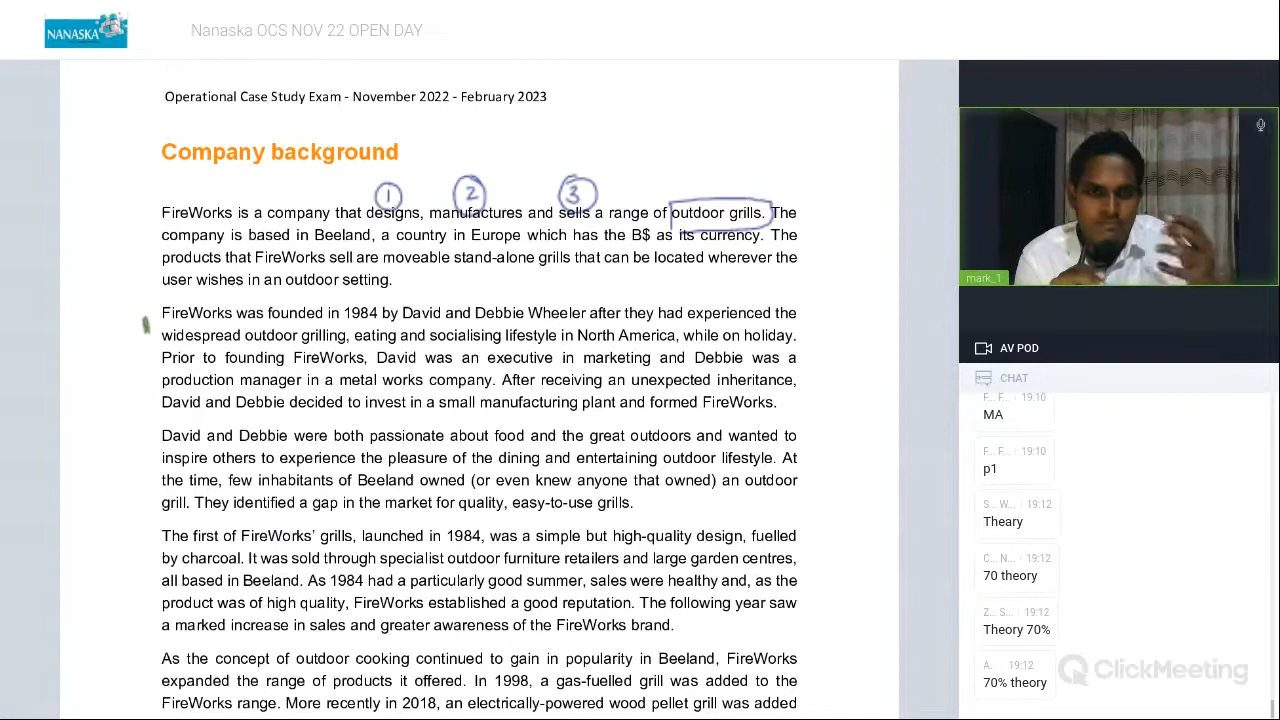 NANASKA
Nanaska OCS NOV 22 OPEN DAY
Operational Case Study Exam - November 2022 - February 2023
Company background
1 2 3
FireWorks is a company that designs, manufactures and sells a range of outdoor grills. The
company is based in Beeland, a country in Europe which has the B$ as its currency. The
products that FireWorks sell are moveable stand-alone grills that can be located wherever the
user wishes in an outdoor setting.
FireWorks was founded in 1984 by David and Debbie Wheeler after they had experienced the
widespread outdoor grilling, eating and socialising lifestyle in North America, while on holiday.
Prior to founding FireWorks, David was an executive in marketing and Debbie was a
production manager in a metal works company. After receiving an unexpected inheritance,
David and Debbie decided to invest in a small manufacturing plant and formed FireWorks.
David and Debbie were both passionate about food and the great outdoors and wanted to
inspire others to experience the pleasure of the dining and entertaining outdoor lifestyle. At
the time, few inhabitants of Beeland owned (or even knew anyone that owned) an outdoor
grill. They identified a gap in the market for quality, easy-to-use grills.
The first of FireWorks' grills, launched in 1984, was a simple but high-quality design, fuelled
by charcoal. It was sold through specialist outdoor furniture retailers and large garden centres,
all based in Beeland. As 1984 had a particularly good summer, sales were healthy and, as the
product was of high quality, FireWorks established a good reputation. The following year saw
a marked increase in sales and greater awareness of the FireWorks brand.
As the concept of outdoor cooking continued to gain in popularity in Beeland, FireWorks
expanded the range of products it offered. In 1998, a gas-fuelled grill was added to the
FireWorks range. More recently in 2018, an electrically-powered wood pellet grill was added
mark_1
AV POD
CHAT
F... F... 19:10
MA
F... F... 19:10
p1
S... W... 19:12
Theary
C... N... 19:12
70 theory
Z... S... 19:12
Theory 70%
A... 19:12
70% theory
ClickMeeting